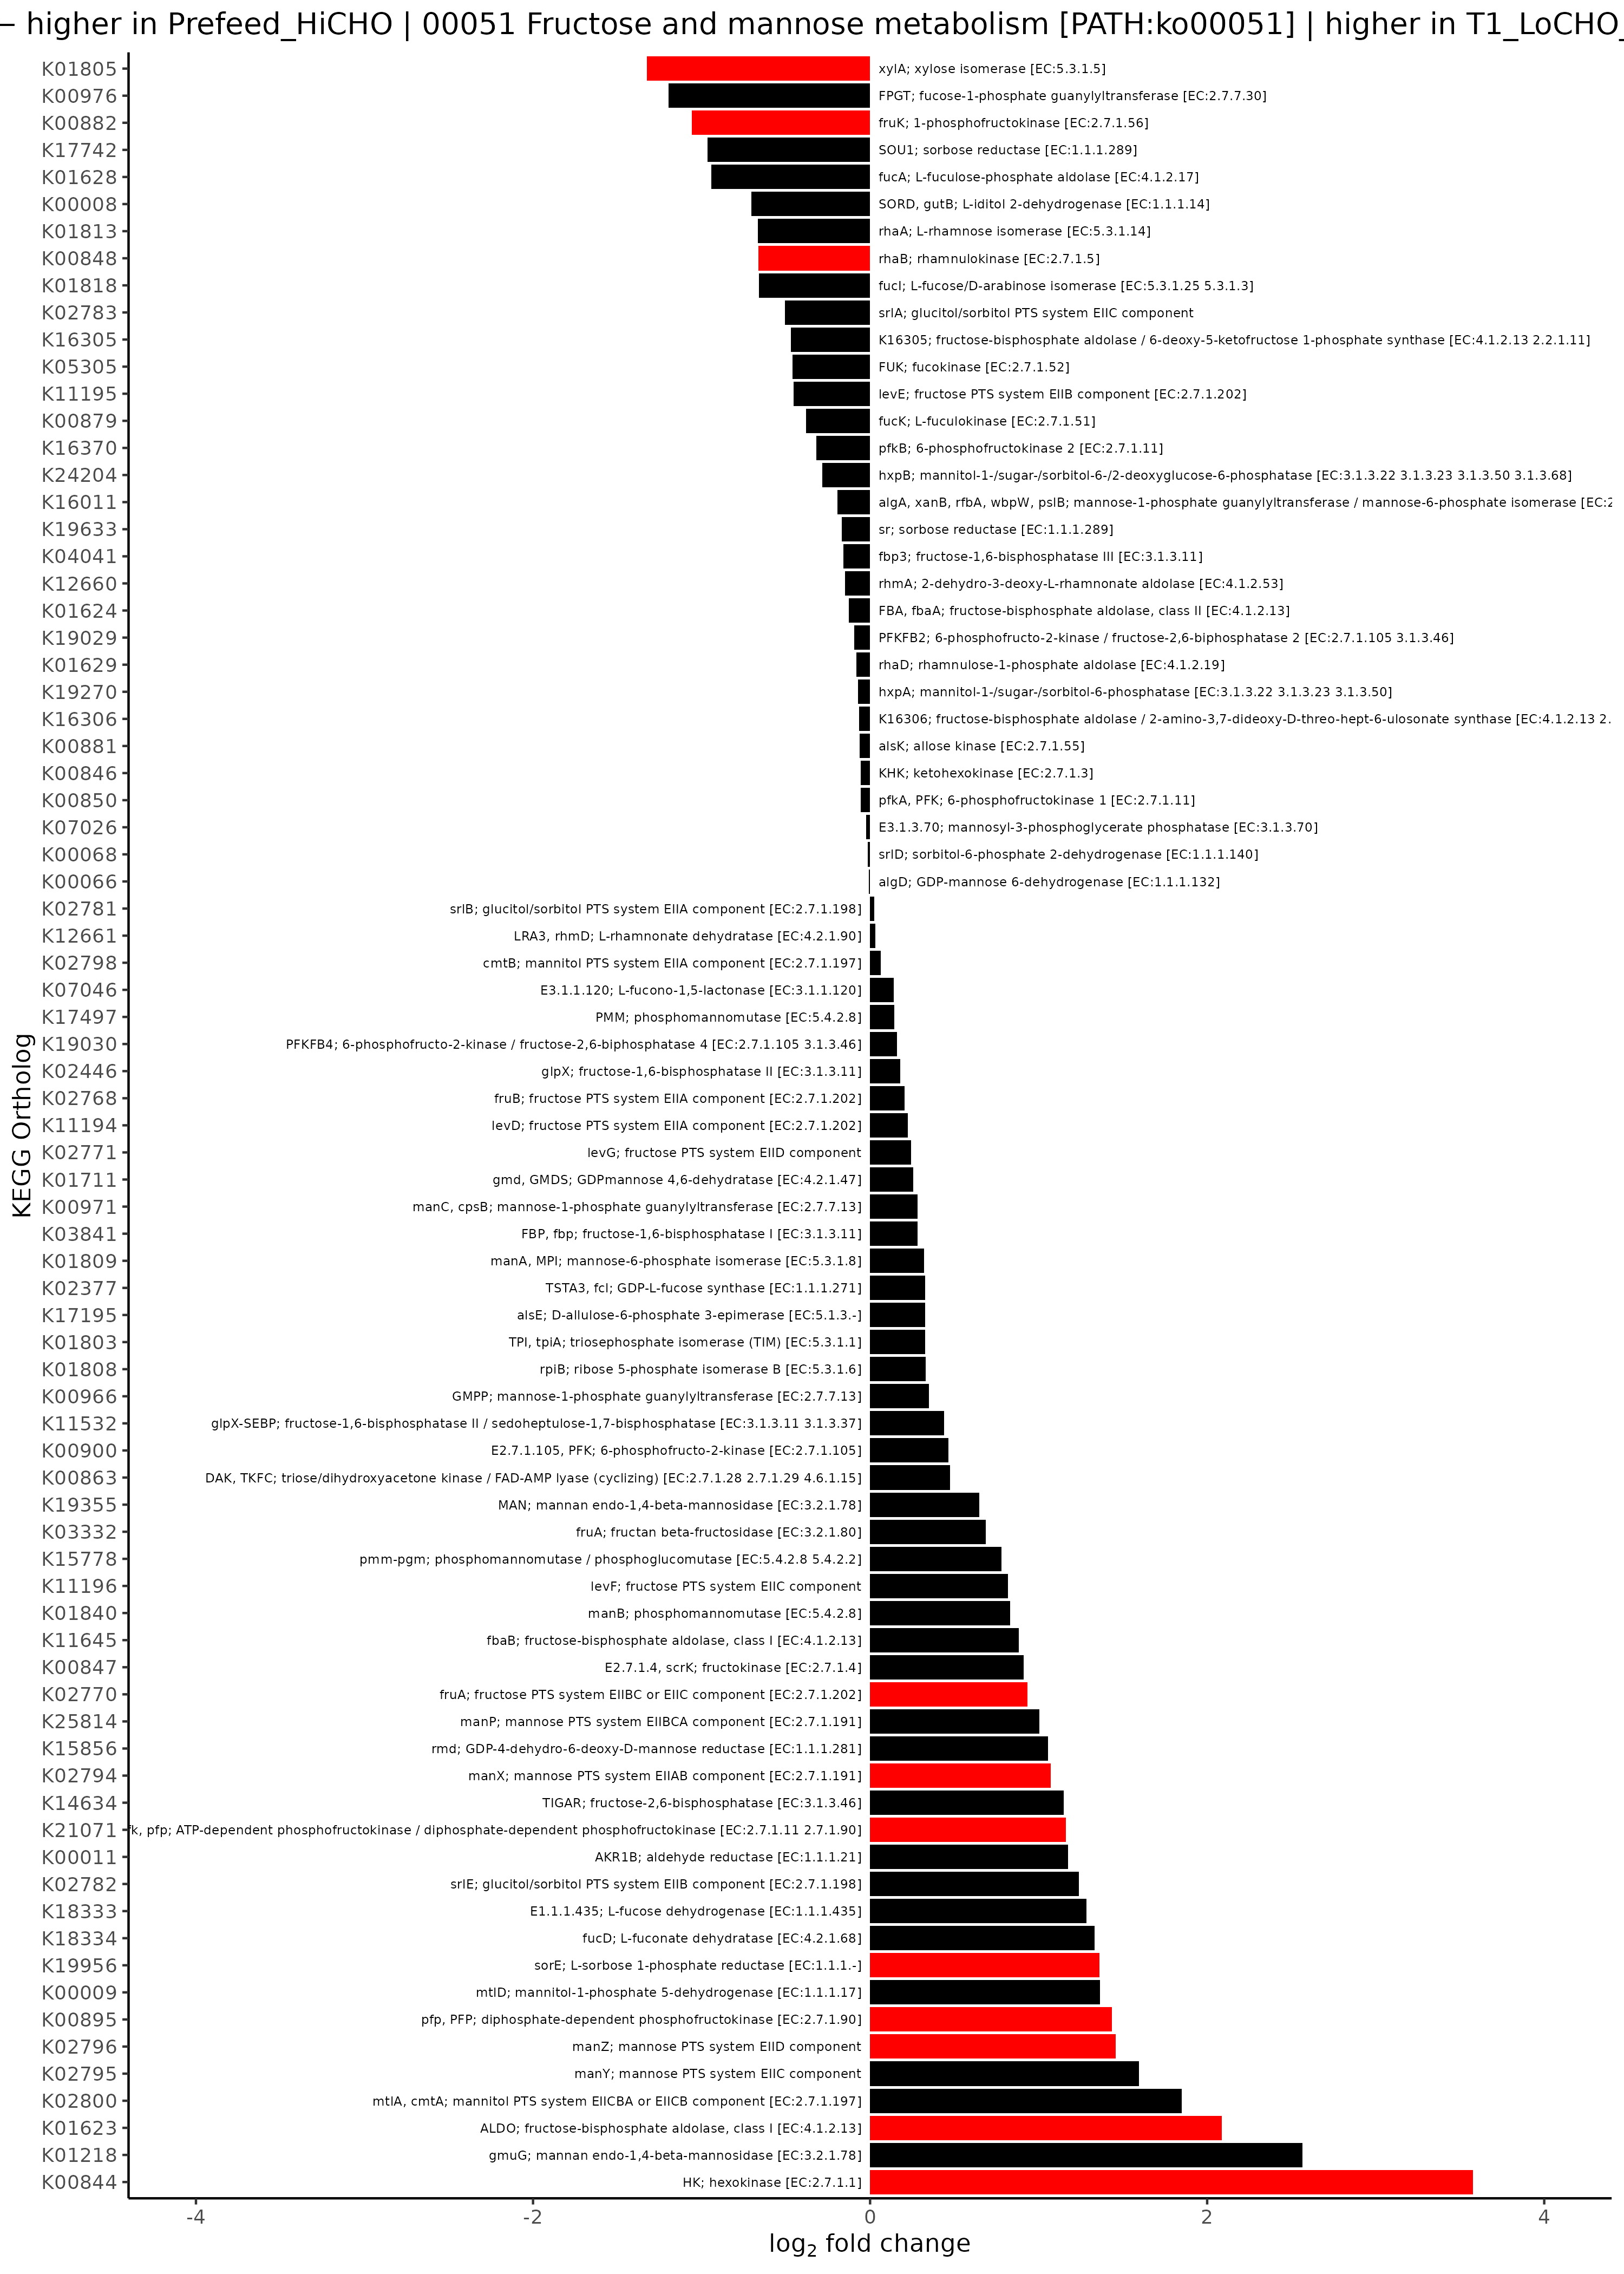 − higher in Prefeed_HiCHO | 00051 Fructose and mannose metabolism [PATH:ko00051] | higher in T1_LoCHO_
K01805 xylA; xylose isomerase [EC:5.3.1.5]
K00976 FPGT; fucose-1-phosphate guanylyltransferase [EC:2.7.7.30]
K00882 fruK; 1-phosphofructokinase [EC:2.7.1.56]
K17742 SOU1; sorbose reductase [EC:1.1.1.289]
K01628 fucA; L-fuculose-phosphate aldolase [EC:4.1.2.17]
K00008 SORD, gutB; L-iditol 2-dehydrogenase [EC:1.1.1.14]
K01813 rhaA; L-rhamnose isomerase [EC:5.3.1.14]
K00848 rhaB; rhamnulokinase [EC:2.7.1.5]
K01818 fucI; L-fucose/D-arabinose isomerase [EC:5.3.1.25 5.3.1.3]
K02783 srlA; glucitol/sorbitol PTS system EIIC component
K16305 K16305; fructose-bisphosphate aldolase / 6-deoxy-5-ketofructose 1-phosphate synthase [EC:4.1.2.13 2.2.1.11]
K05305 FUK; fucokinase [EC:2.7.1.52]
K11195 levE; fructose PTS system EIIB component [EC:2.7.1.202]
K00879 fucK; L-fuculokinase [EC:2.7.1.51]
K16370 pfkB; 6-phosphofructokinase 2 [EC:2.7.1.11]
K24204 hxpB; mannitol-1-/sugar-/sorbitol-6-/2-deoxyglucose-6-phosphatase [EC:3.1.3.22 3.1.3.23 3.1.3.50 3.1.3.68]
K16011 algA, xanB, rfbA, wbpW, pslB; mannose-1-phosphate guanylyltransferase / mannose-6-phosphate isomerase [EC:2
K19633 sr; sorbose reductase [EC:1.1.1.289]
K04041 fbp3; fructose-1,6-bisphosphatase III [EC:3.1.3.11]
K12660 rhmA; 2-dehydro-3-deoxy-L-rhamnonate aldolase [EC:4.1.2.53]
K01624 FBA, fbaA; fructose-bisphosphate aldolase, class II [EC:4.1.2.13]
K19029 PFKFB2; 6-phosphofructo-2-kinase / fructose-2,6-biphosphatase 2 [EC:2.7.1.105 3.1.3.46]
K01629 rhaD; rhamnulose-1-phosphate aldolase [EC:4.1.2.19]
K19270 hxpA; mannitol-1-/sugar-/sorbitol-6-phosphatase [EC:3.1.3.22 3.1.3.23 3.1.3.50]
K16306 K16306; fructose-bisphosphate aldolase / 2-amino-3,7-dideoxy-D-threo-hept-6-ulosonate synthase [EC:4.1.2.13 2.
K00881 alsK; allose kinase [EC:2.7.1.55]
K00846 KHK; ketohexokinase [EC:2.7.1.3]
K00850 pfkA, PFK; 6-phosphofructokinase 1 [EC:2.7.1.11]
K07026 E3.1.3.70; mannosyl-3-phosphoglycerate phosphatase [EC:3.1.3.70]
K00068 srlD; sorbitol-6-phosphate 2-dehydrogenase [EC:1.1.1.140]
K00066 algD; GDP-mannose 6-dehydrogenase [EC:1.1.1.132]
K02781 srlB; glucitol/sorbitol PTS system EIIA component [EC:2.7.1.198]
K12661 LRA3, rhmD; L-rhamnonate dehydratase [EC:4.2.1.90]
K02798 cmtB; mannitol PTS system EIIA component [EC:2.7.1.197]
K07046 E3.1.1.120; L-fucono-1,5-lactonase [EC:3.1.1.120]
K17497 PMM; phosphomannomutase [EC:5.4.2.8]
K19030 PFKFB4; 6-phosphofructo-2-kinase / fructose-2,6-biphosphatase 4 [EC:2.7.1.105 3.1.3.46]
K02446 glpX; fructose-1,6-bisphosphatase II [EC:3.1.3.11]
K02768 fruB; fructose PTS system EIIA component [EC:2.7.1.202]
K11194 levD; fructose PTS system EIIA component [EC:2.7.1.202]
K02771 levG; fructose PTS system EIID component
K01711 gmd, GMDS; GDPmannose 4,6-dehydratase [EC:4.2.1.47]
K00971 manC, cpsB; mannose-1-phosphate guanylyltransferase [EC:2.7.7.13]
K03841 FBP, fbp; fructose-1,6-bisphosphatase I [EC:3.1.3.11]
K01809 manA, MPI; mannose-6-phosphate isomerase [EC:5.3.1.8]
K02377 TSTA3, fcl; GDP-L-fucose synthase [EC:1.1.1.271]
K17195 alsE; D-allulose-6-phosphate 3-epimerase [EC:5.1.3.-]
K01803 TPI, tpiA; triosephosphate isomerase (TIM) [EC:5.3.1.1]
K01808 rpiB; ribose 5-phosphate isomerase B [EC:5.3.1.6]
K00966 GMPP; mannose-1-phosphate guanylyltransferase [EC:2.7.7.13]
K11532 glpX-SEBP; fructose-1,6-bisphosphatase II / sedoheptulose-1,7-bisphosphatase [EC:3.1.3.11 3.1.3.37]
K00900 E2.7.1.105, PFK; 6-phosphofructo-2-kinase [EC:2.7.1.105]
K00863 DAK, TKFC; triose/dihydroxyacetone kinase / FAD-AMP lyase (cyclizing) [EC:2.7.1.28 2.7.1.29 4.6.1.15]
K19355 MAN; mannan endo-1,4-beta-mannosidase [EC:3.2.1.78]
K03332 fruA; fructan beta-fructosidase [EC:3.2.1.80]
K15778 pmm-pgm; phosphomannomutase / phosphoglucomutase [EC:5.4.2.8 5.4.2.2]
K11196 levF; fructose PTS system EIIC component
K01840 manB; phosphomannomutase [EC:5.4.2.8]
K11645 fbaB; fructose-bisphosphate aldolase, class I [EC:4.1.2.13]
K00847 E2.7.1.4, scrK; fructokinase [EC:2.7.1.4]
K02770 fruA; fructose PTS system EIIBC or EIIC component [EC:2.7.1.202]
K25814 manP; mannose PTS system EIIBCA component [EC:2.7.1.191]
K15856 rmd; GDP-4-dehydro-6-deoxy-D-mannose reductase [EC:1.1.1.281]
K02794 manX; mannose PTS system EIIAB component [EC:2.7.1.191]
K14634 TIGAR; fructose-2,6-bisphosphatase [EC:3.1.3.46]
K21071 fk, pfp; ATP-dependent phosphofructokinase / diphosphate-dependent phosphofructokinase [EC:2.7.1.11 2.7.1.90]
K00011 AKR1B; aldehyde reductase [EC:1.1.1.21]
K02782 srlE; glucitol/sorbitol PTS system EIIB component [EC:2.7.1.198]
K18333 E1.1.1.435; L-fucose dehydrogenase [EC:1.1.1.435]
K18334 fucD; L-fuconate dehydratase [EC:4.2.1.68]
K19956 sorE; L-sorbose 1-phosphate reductase [EC:1.1.1.-]
K00009 mtlD; mannitol-1-phosphate 5-dehydrogenase [EC:1.1.1.17]
K00895 pfp, PFP; diphosphate-dependent phosphofructokinase [EC:2.7.1.90]
K02796 manZ; mannose PTS system EIID component
K02795 manY; mannose PTS system EIIC component
K02800 mtlA, cmtA; mannitol PTS system EIICBA or EIICB component [EC:2.7.1.197]
K01623 ALDO; fructose-bisphosphate aldolase, class I [EC:4.1.2.13]
K01218 gmuG; mannan endo-1,4-beta-mannosidase [EC:3.2.1.78]
K00844 HK; hexokinase [EC:2.7.1.1]
KEGG Ortholog
-4 -2 0 2 4
log2 fold change